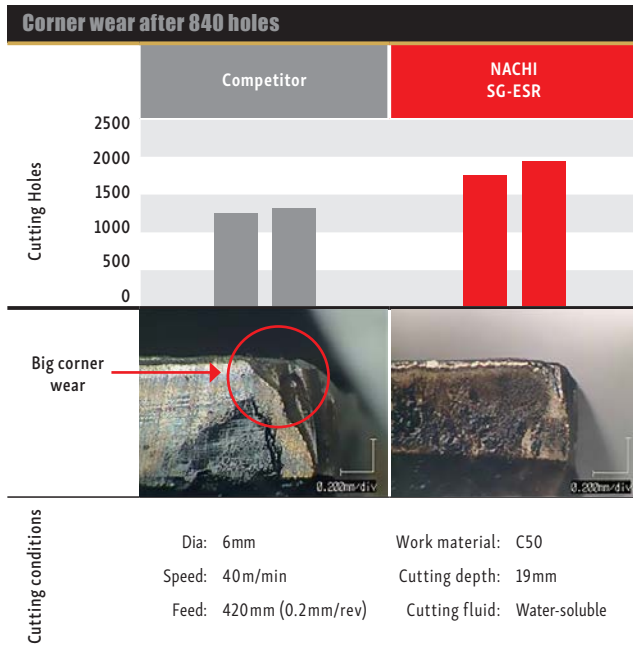 Corner wear after 840 holes
Competitor
NACHI
SG-ESR
Cutting Holes
2500
2000
1500
1000
500
0
Big corner
wear
0.200mm/div
0.200mm/div
Cutting conditions
Dia: 6mm
Speed: 40m/min
Feed: 420mm (0.2mm/rev)
Work material: C50
Cutting depth: 19mm
Cutting fluid: Water-soluble